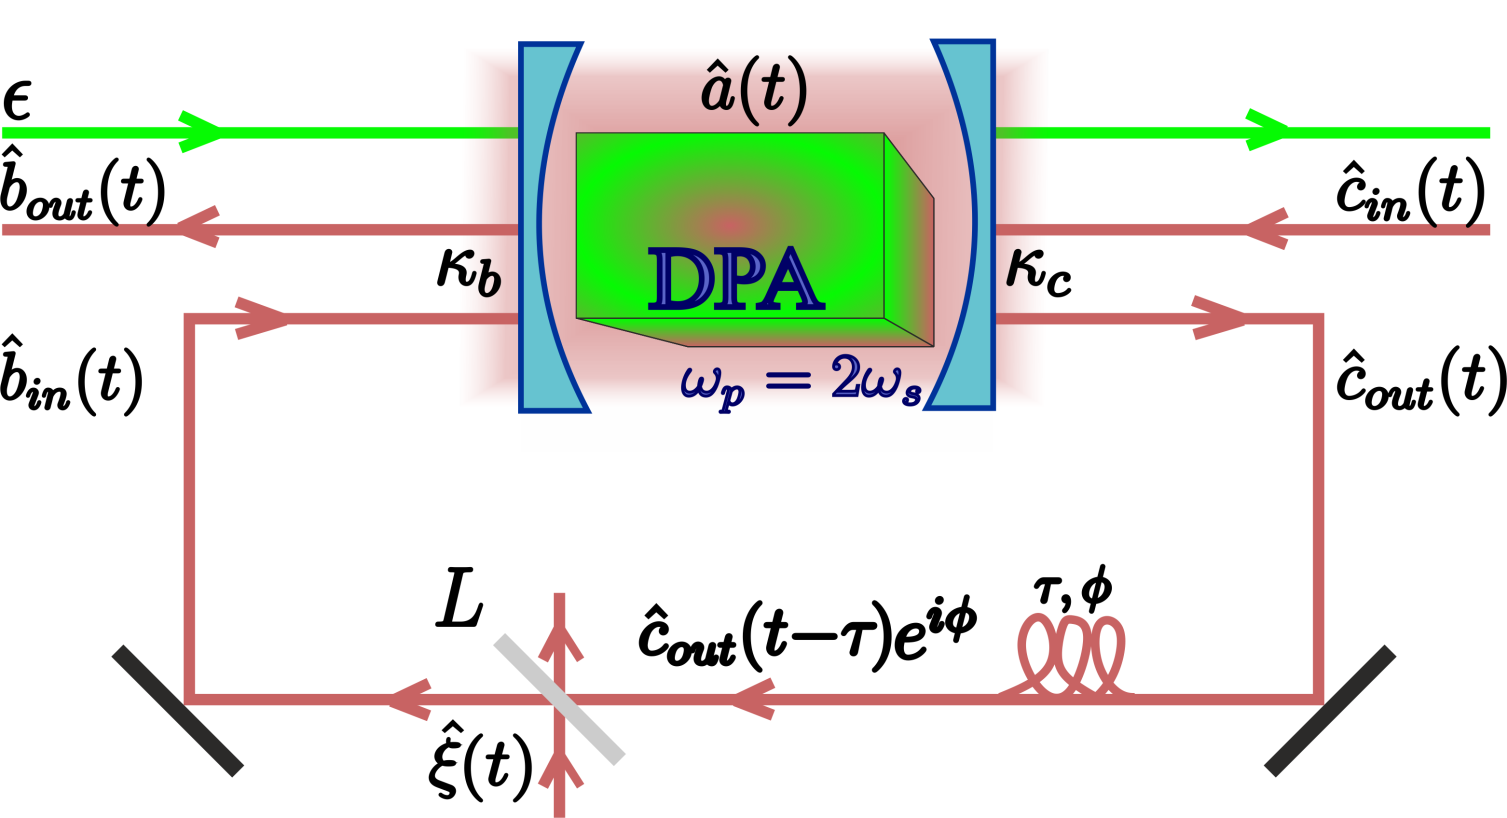 ϵ
â(t)
b̂_out(t)
ĉ_in(t)
κ_b
DPA
κ_c
ω_p = 2ω_s
b̂_in(t)
ĉ_out(t)
L
τ, ϕ
ĉ_out(t−τ)e^{iϕ}
ξ̂(t)